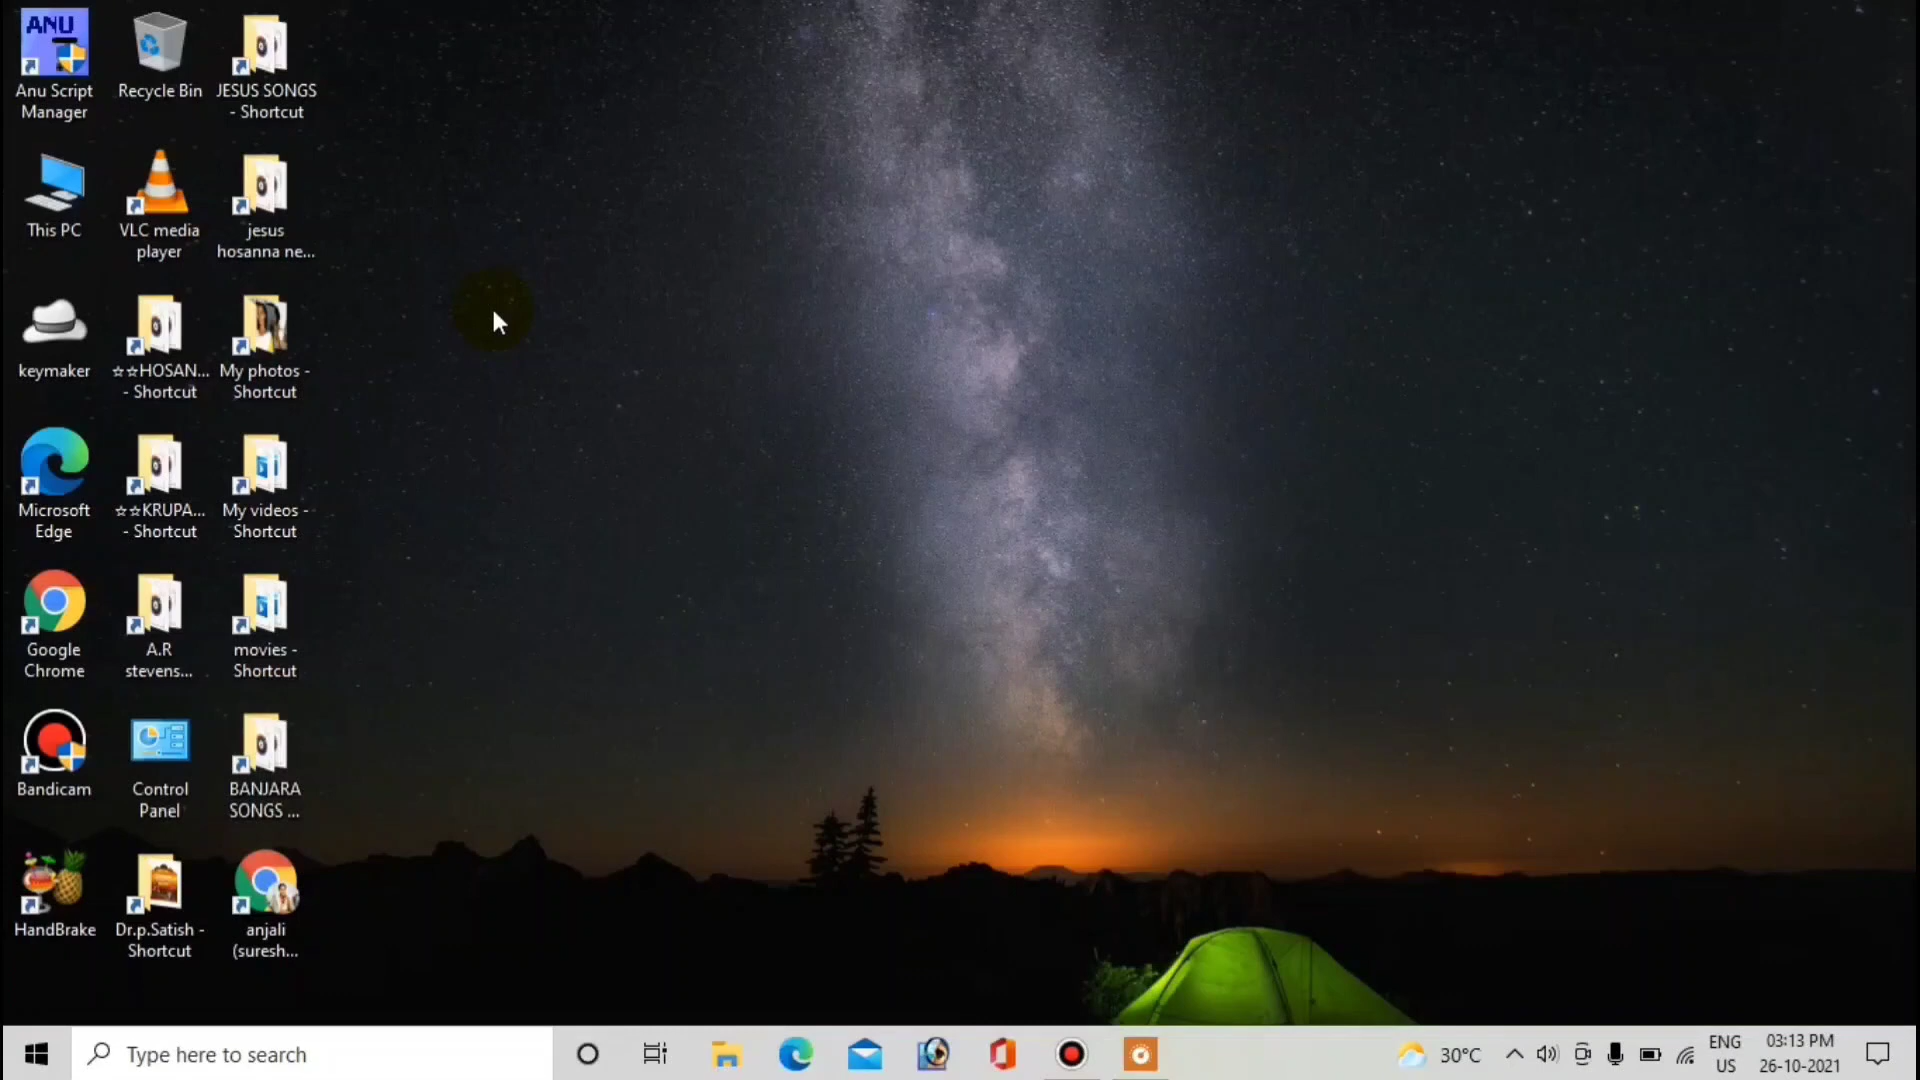 ANU
Anu Script
Manager
Recycle Bin
JESUS SONGS
- Shortcut
This PC
VLC media
player
jesus
hosanna ne...
keymaker
☆☆HOSAN...
- Shortcut
My photos -
Shortcut
Microsoft
Edge
☆☆KRUPA...
- Shortcut
My videos -
Shortcut
Google
Chrome
A.R
stevens...
movies -
Shortcut
Bandicam
Control
Panel
BANJARA
SONGS ...
HandBrake
Dr.p.Satish -
Shortcut
anjali
(suresh...
Type here to search
30°C
ENG
US
03:13 PM
26-10-2021